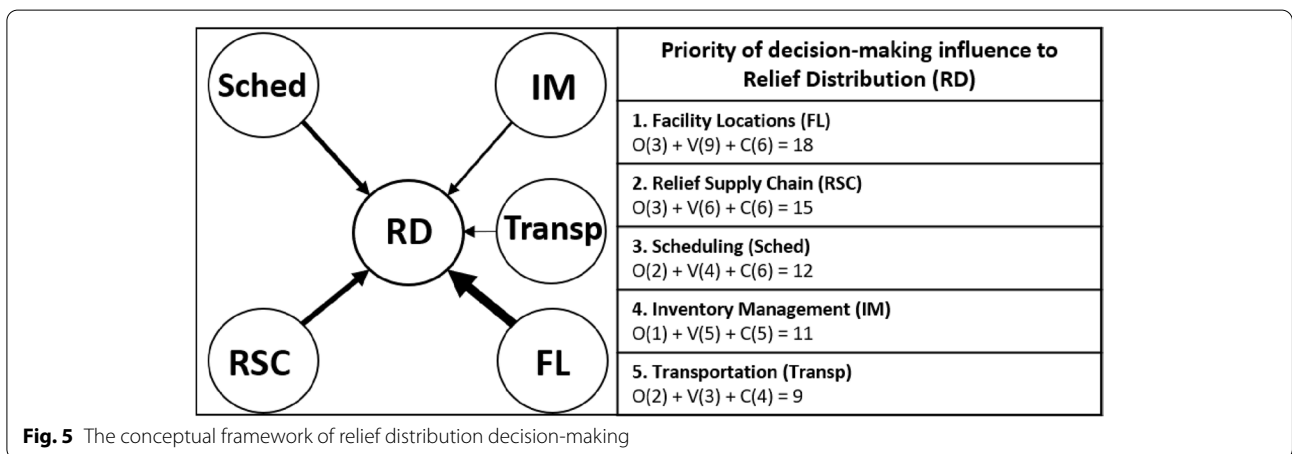 Sched
IM
RD
Transp
RSC
FL
Priority of decision-making influence to
Relief Distribution (RD)
1. Facility Locations (FL)
O(3) + V(9) + C(6) = 18
2. Relief Supply Chain (RSC)
O(3) + V(6) + C(6) = 15
3. Scheduling (Sched)
O(2) + V(4) + C(6) = 12
4. Inventory Management (IM)
O(1) + V(5) + C(5) = 11
5. Transportation (Transp)
O(2) + V(3) + C(4) = 9
Fig. 5 The conceptual framework of relief distribution decision-making